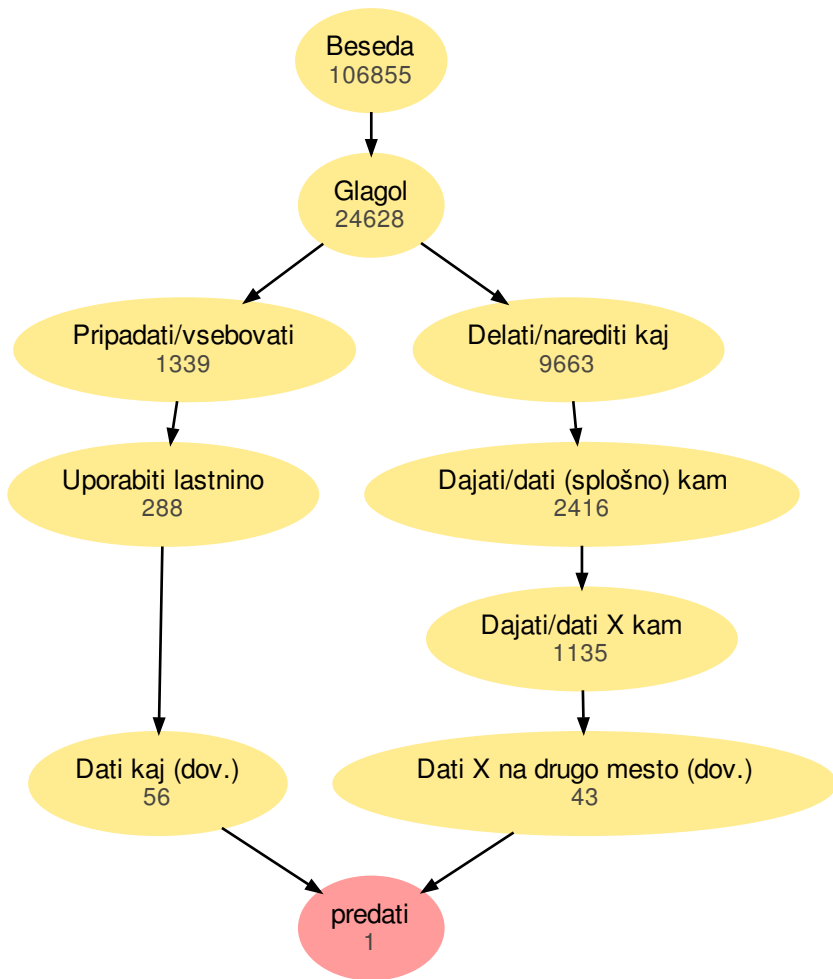 Beseda
106855
Glagol
24628
Pripadati/vsebovati
1339
Delati/narediti kaj
9663
Uporabiti lastnino
288
Dajati/dati (splošno) kam
2416
Dajati/dati X kam
1135
Dati kaj (dov.)
56
Dati X na drugo mesto (dov.)
43
predati
1